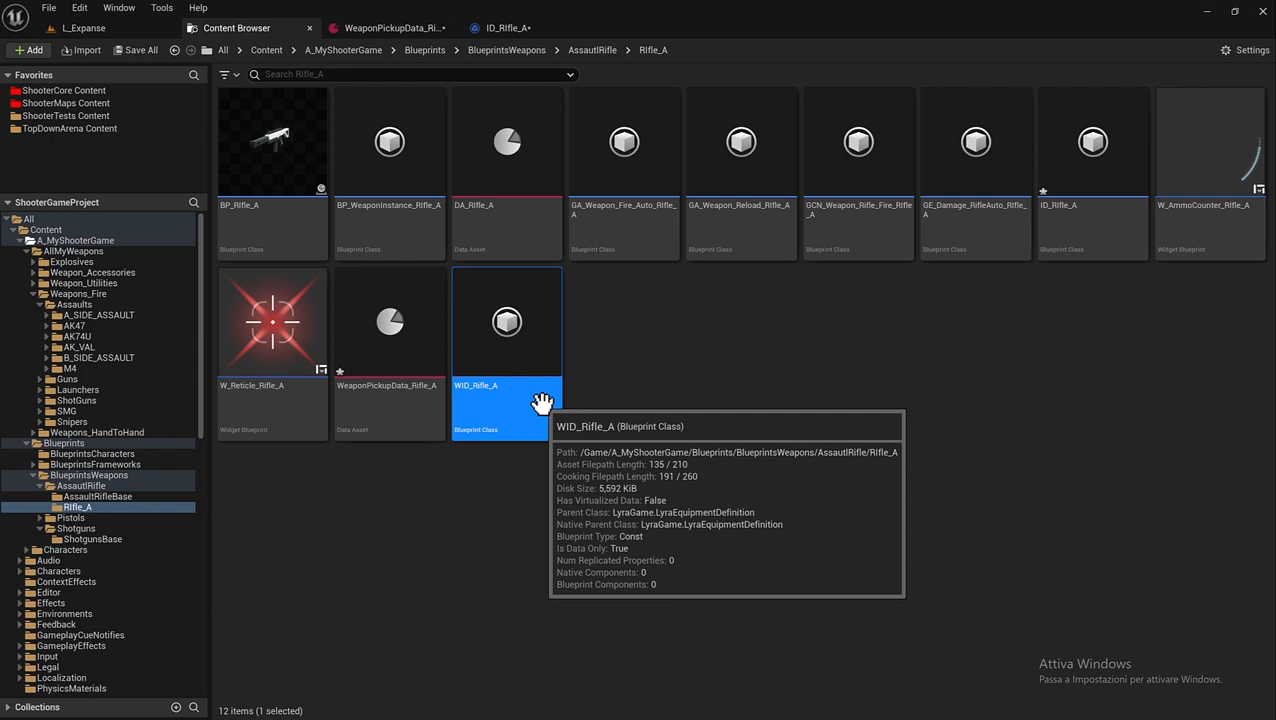 File Edit Window Tools Help
L_Expanse
Content Browser
WeaponPickupData_Ri...•
ID_RIfle_A•
Add
Import
Save All
All
Content
A_MyShooterGame
Blueprints
BlueprintsWeapons
AssautlRifle
RIfle_A
Settings
Favorites
ShooterCore Content
ShooterMaps Content
ShooterTests Content
TopDownArena Content
ShooterGameProject
All
Content
A_MyShooterGame
AllMyWeapons
Explosives
Weapon_Accessories
Weapon_Utilities
Weapons_Fire
Assaults
A_SIDE_ASSAULT
AK47
AK74U
AK_VAL
B_SIDE_ASSAULT
M4
Guns
Launchers
ShotGuns
SMG
Snipers
Weapons_HandToHand
Blueprints
BlueprintsCharacters
BlueprintsFrameworks
BlueprintsWeapons
AssautlRifle
AssaultRifleBase
RIfle_A
Pistols
Shotguns
ShotgunsBase
Characters
Audio
Characters
ContextEffects
Editor
Effects
Environments
Feedback
GameplayCueNotifies
GameplayEffects
Input
Legal
Localization
PhysicsMaterials
Collections
Search RIfle_A
BP_RIfle_A
Blueprint Class
BP_WeaponInstance_RIfle_A
Blueprint Class
DA_RIfle_A
Data Asset
GA_Weapon_Fire_Auto_RIfle_
A
Blueprint Class
GA_Weapon_Reload_RIfle_A
Blueprint Class
GCN_Weapon_Rifle_Fire_RIfle
_A
Blueprint Class
GE_Damage_RifleAuto_RIfle_
A
Blueprint Class
ID_RIfle_A
Blueprint Class
W_AmmoCounter_RIfle_A
Widget Blueprint
W_Reticle_RIfle_A
Widget Blueprint
WeaponPickupData_RIfle_A
Data Asset
WID_RIfle_A
Blueprint Class
WID_RIfle_A (Blueprint Class)
Path: /Game/A_MyShooterGame/Blueprints/BlueprintsWeapons/AssautlRifle/RIfle_A
Asset Filepath Length: 135 / 210
Cooking Filepath Length: 191 / 260
Disk Size: 5,592 KiB
Has Virtualized Data: False
Parent Class: LyraGame.LyraEquipmentDefinition
Native Parent Class: LyraGame.LyraEquipmentDefinition
Blueprint Type: Const
Is Data Only: True
Num Replicated Properties: 0
Native Components: 0
Blueprint Components: 0
Attiva Windows
Passa a Impostazioni per attivare Windows.
12 items (1 selected)